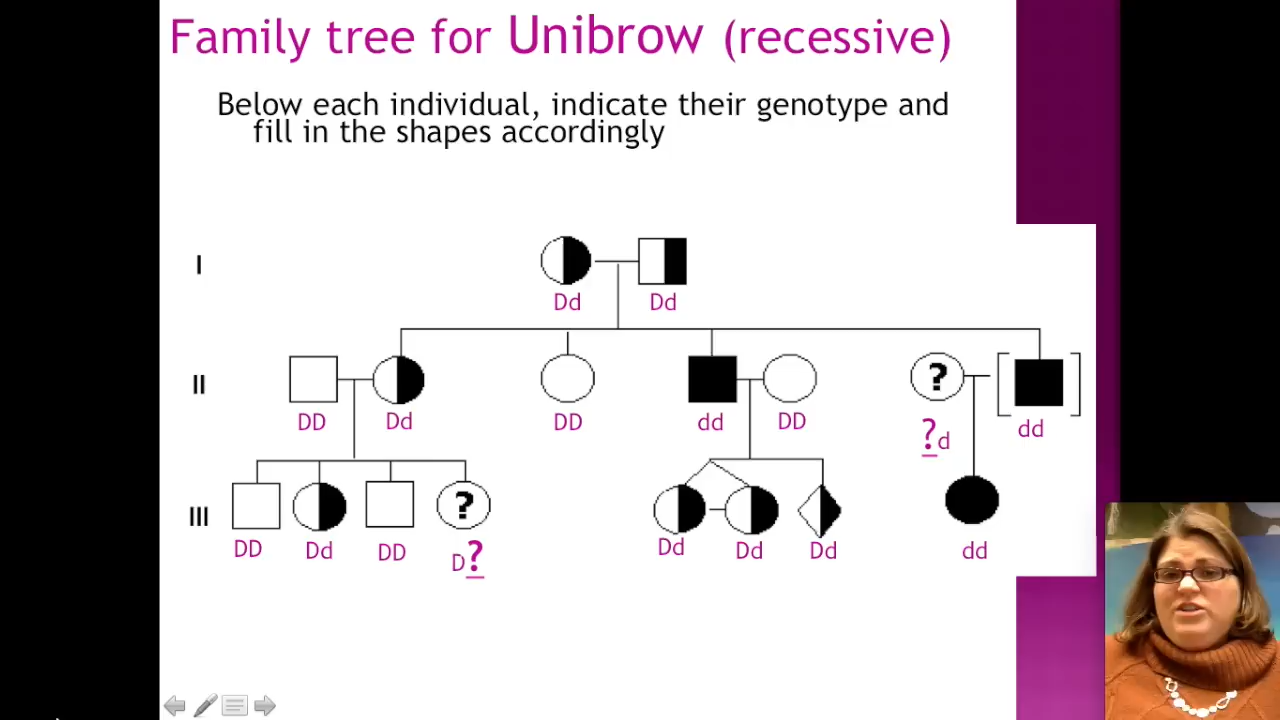 Family tree for Unibrow (recessive)
Below each individual, indicate their genotype and
fill in the shapes accordingly
I
Dd Dd
II
?
DD Dd DD dd DD ?d dd
III
?
DD Dd DD D? Dd Dd Dd dd